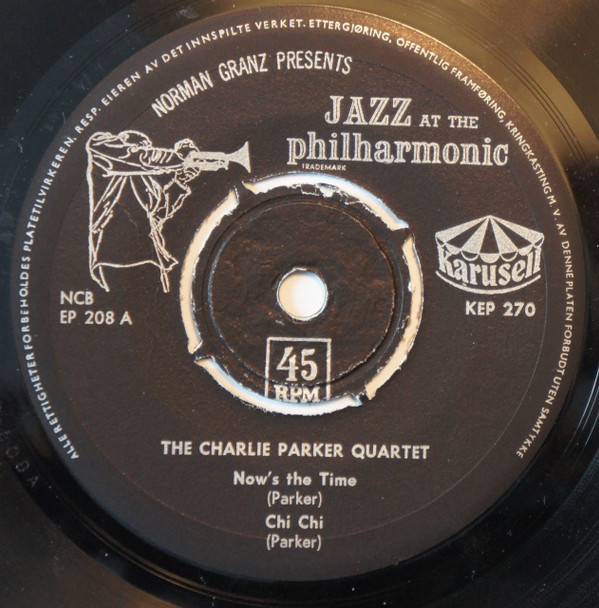 ALLE RETTIGHETER FORBEHOLDES PLATETILVIRKEREN. RESP. EIEREN AV DET INNSPILTE VERKET. ETTERGJØRING, OFFENTLIG FRAMFØRING, KRINGKASTING M. V. AV DENNE PLATEN FORBUDT UTEN SAMTYKKE
NORMAN GRANZ PRESENTS
JAZZ AT THE
philharmonic
TRADEMARK
Karusell
NCB
EP 208 A
KEP 270
45
RPM
THE CHARLIE PARKER QUARTET
Now's the Time
(Parker)
Chi Chi
(Parker)